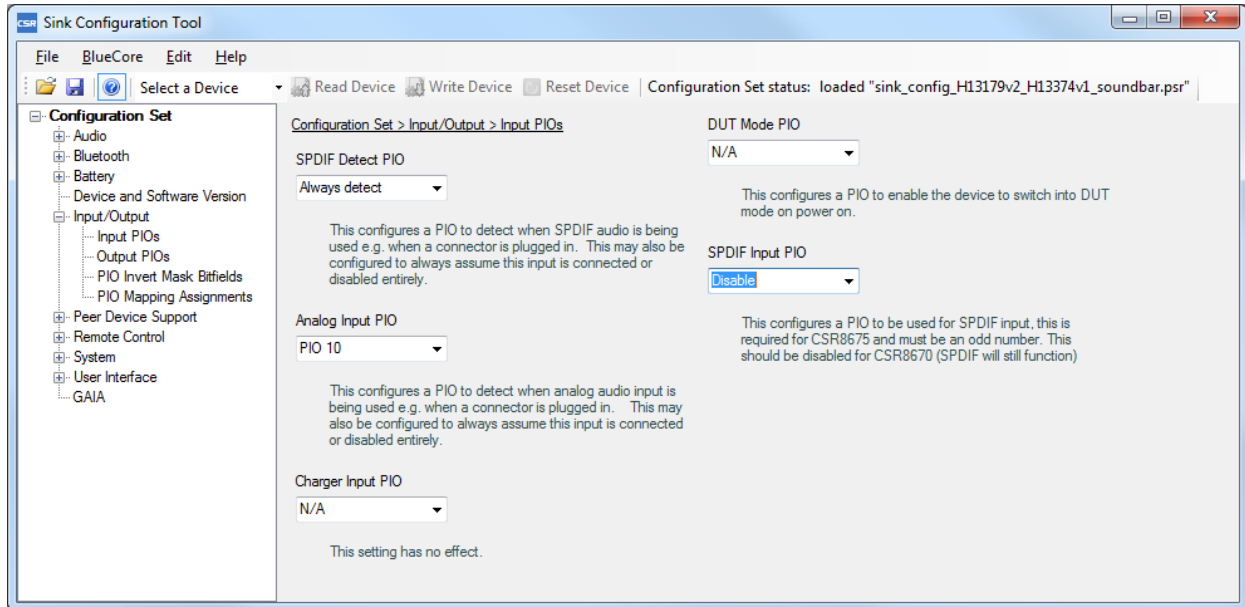 CSR Sink Configuration Tool
File BlueCore Edit Help
Select a Device Read Device Write Device Reset Device Configuration Set status: loaded "sink_config_H13179v2_H13374v1_soundbar.psr"
Configuration Set
Audio
Bluetooth
Battery
Device and Software Version
Input/Output
Input PIOs
Output PIOs
PIO Invert Mask Bitfields
PIO Mapping Assignments
Peer Device Support
Remote Control
System
User Interface
GAIA
Configuration Set > Input/Output > Input PIOs
SPDIF Detect PIO
Always detect
This configures a PIO to detect when SPDIF audio is being
used e.g. when a connector is plugged in. This may also be
configured to always assume this input is connected or
disabled entirely.
Analog Input PIO
PIO 10
This configures a PIO to detect when analog audio input is
being used e.g. when a connector is plugged in. This may
also be configured to always assume this input is connected
or disabled entirely.
Charger Input PIO
N/A
This setting has no effect.
DUT Mode PIO
N/A
This configures a PIO to enable the device to switch into DUT
mode on power on.
SPDIF Input PIO
Disable
This configures a PIO to be used for SPDIF input, this is
required for CSR8675 and must be an odd number. This
should be disabled for CSR8670 (SPDIF will still function)